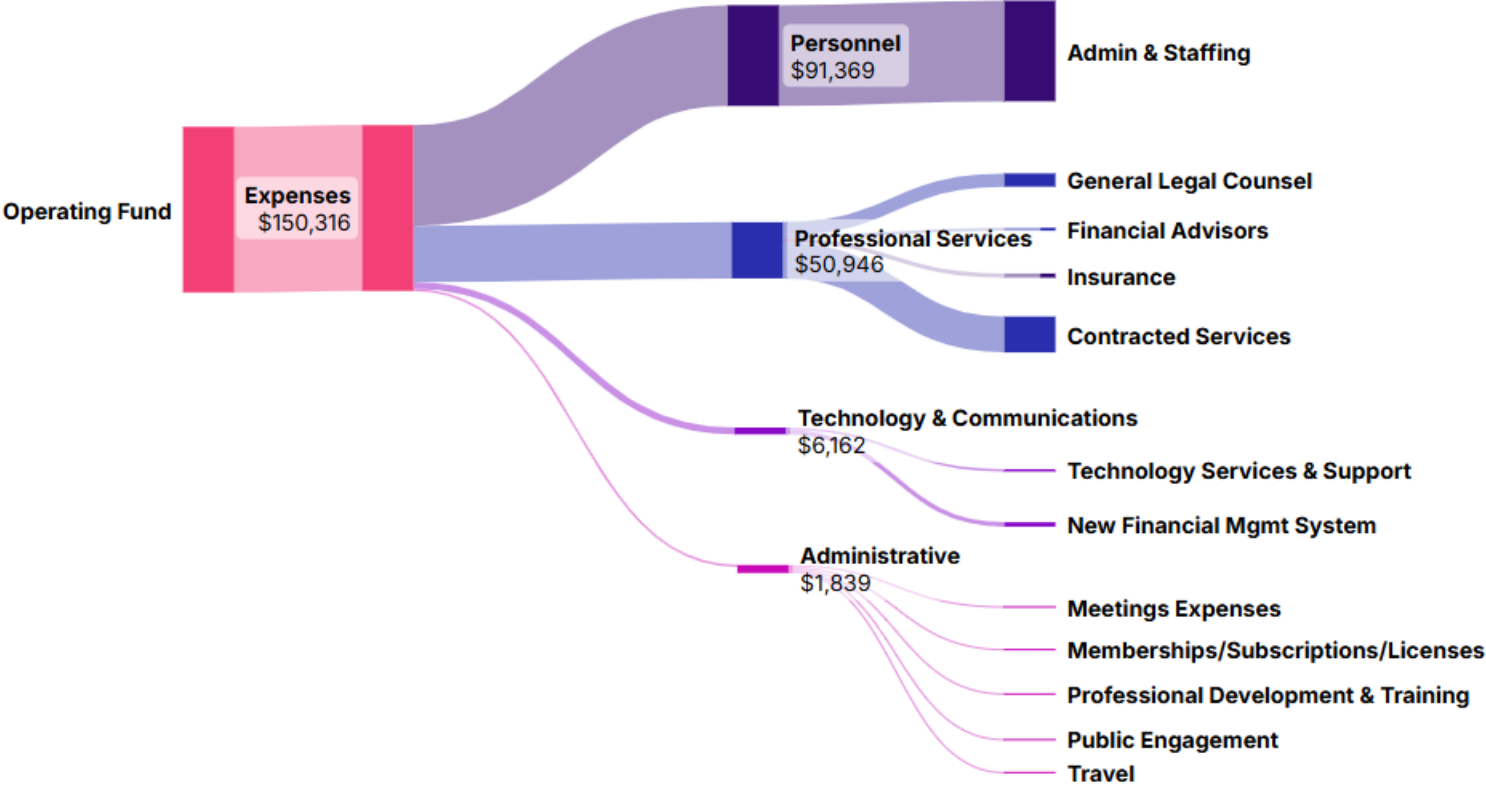 Operating Fund
Expenses
$150,316
Personnel
$91,369
Admin & Staffing
Professional Services
$50,946
General Legal Counsel
Financial Advisors
Insurance
Contracted Services
Technology & Communications
$6,162
Technology Services & Support
New Financial Mgmt System
Administrative
$1,839
Meetings Expenses
Memberships/Subscriptions/Licenses
Professional Development & Training
Public Engagement
Travel